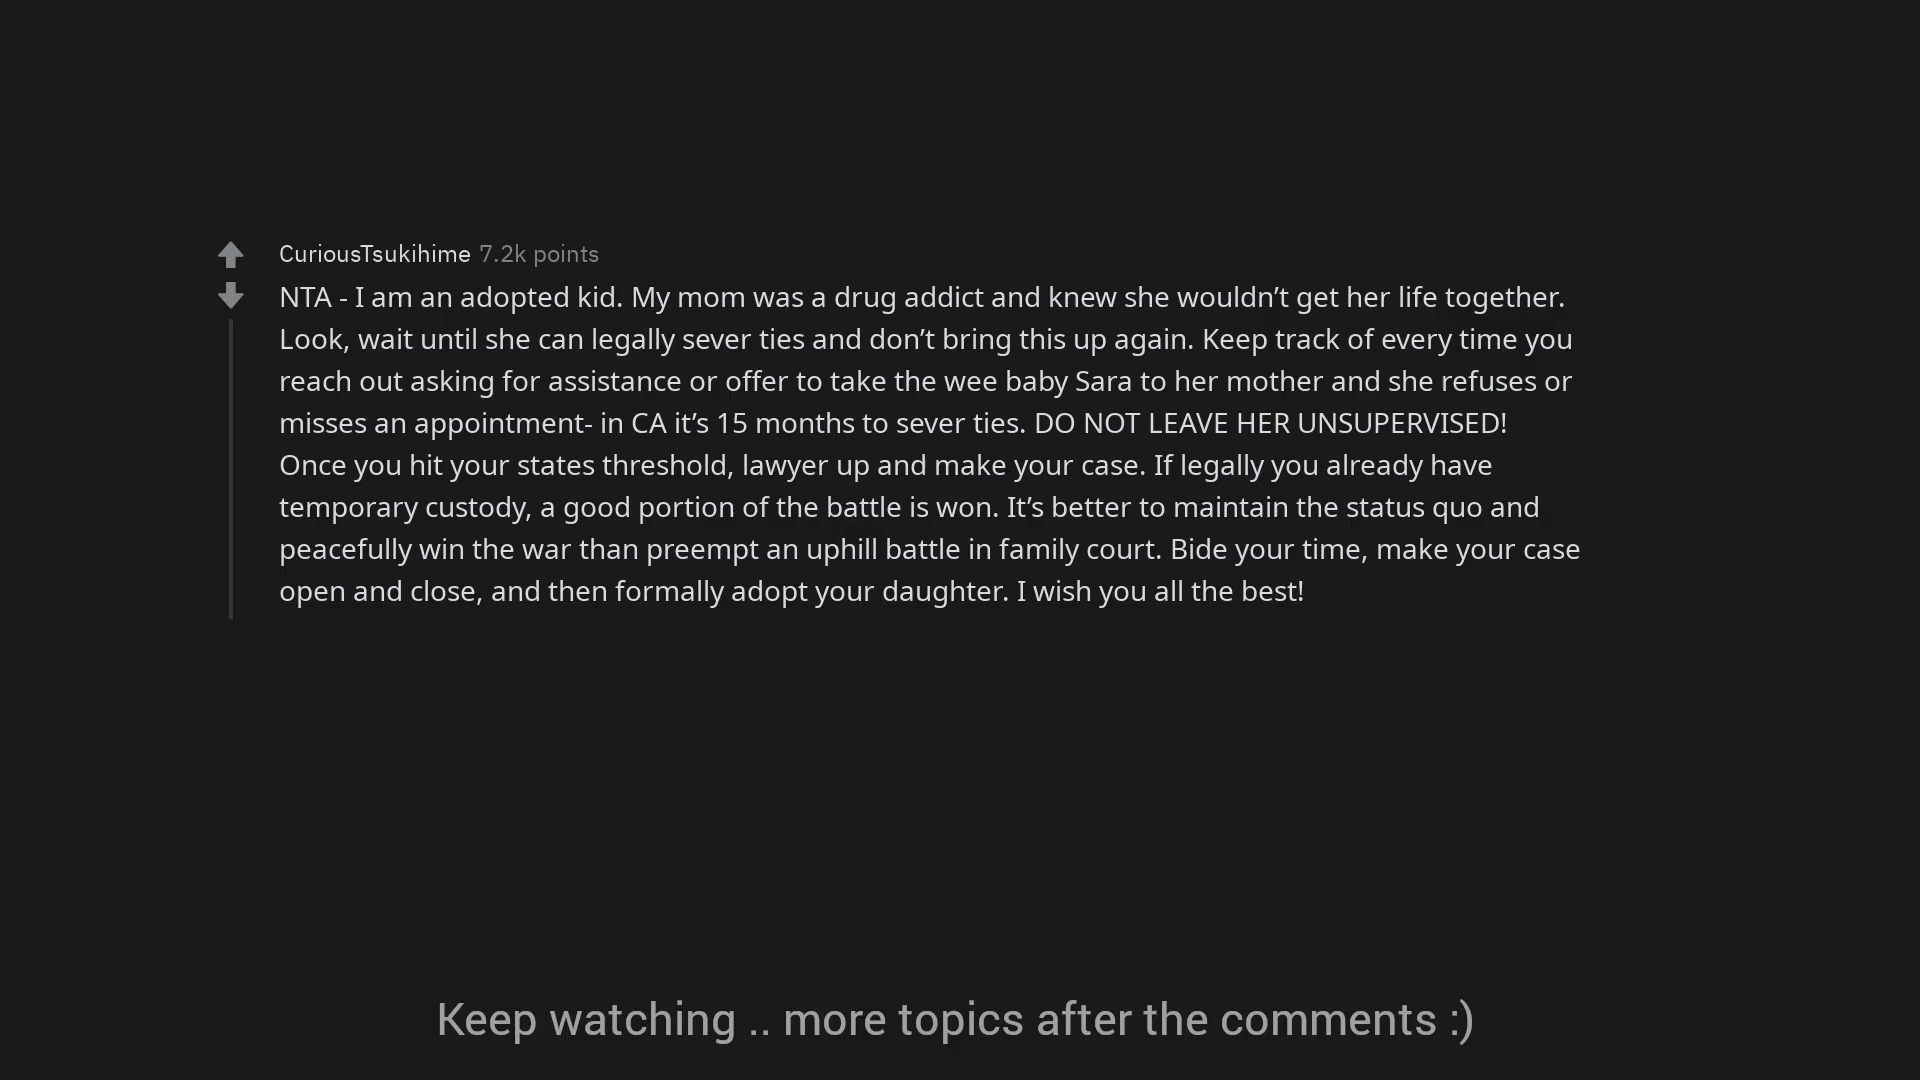 CuriousTsukihime 7.2k points
NTA - I am an adopted kid. My mom was a drug addict and knew she wouldn’t get her life together.
Look, wait until she can legally sever ties and don’t bring this up again. Keep track of every time you
reach out asking for assistance or offer to take the wee baby Sara to her mother and she refuses or
misses an appointment- in CA it’s 15 months to sever ties. DO NOT LEAVE HER UNSUPERVISED!
Once you hit your states threshold, lawyer up and make your case. If legally you already have
temporary custody, a good portion of the battle is won. It’s better to maintain the status quo and
peacefully win the war than preempt an uphill battle in family court. Bide your time, make your case
open and close, and then formally adopt your daughter. I wish you all the best!
Keep watching .. more topics after the comments :)